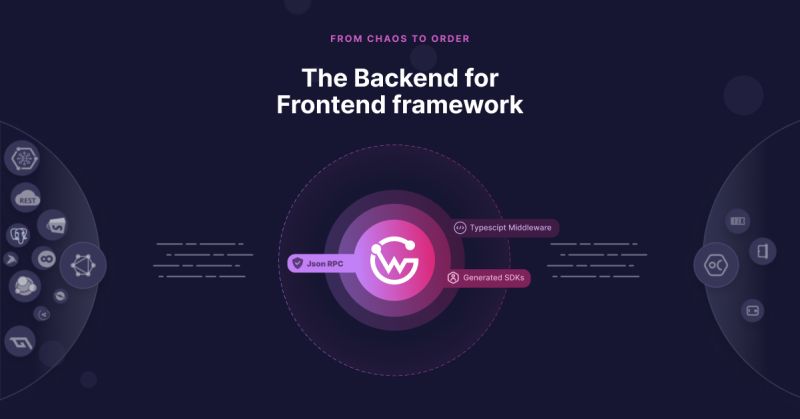 FROM CHAOS TO ORDER
The Backend for
Frontend framework
REST
Typescipt Middleware
Json RPC
Generated SDKs